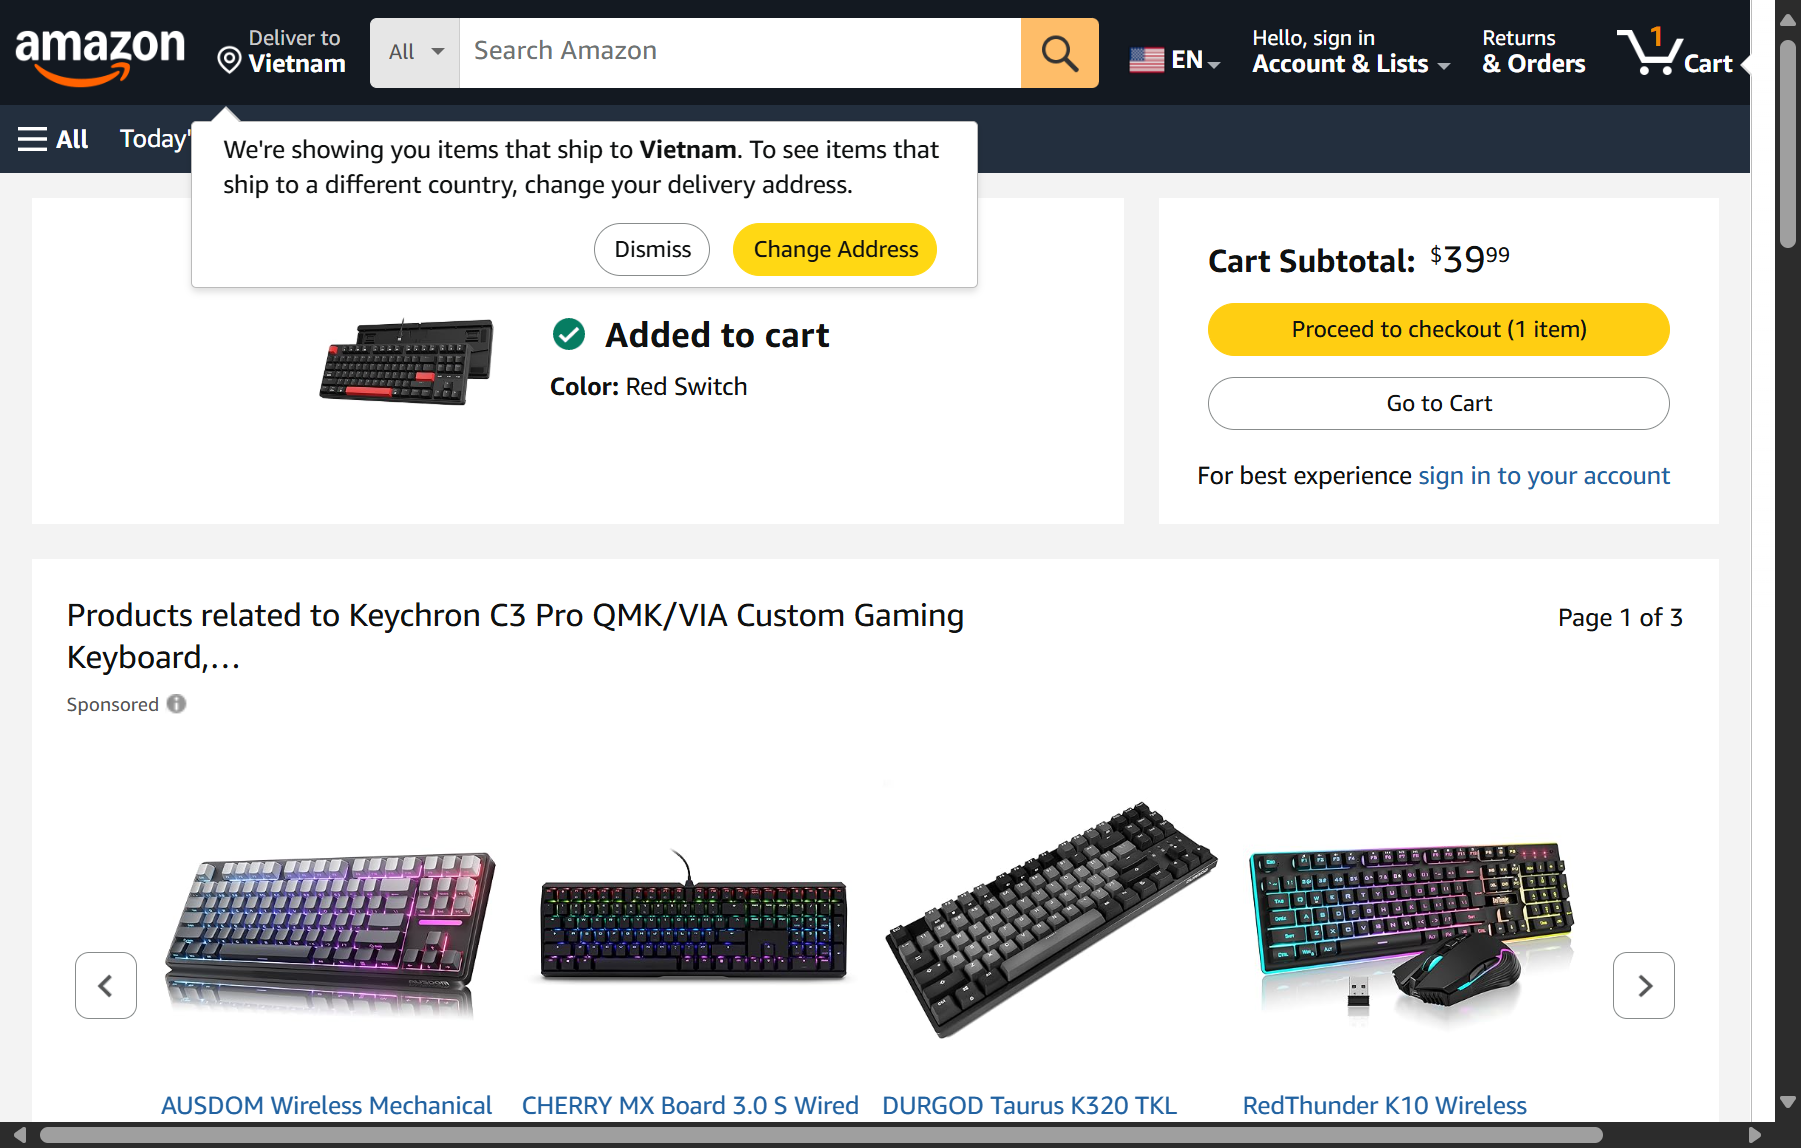 amazon
Deliver to
Vietnam
All
Search Amazon
EN
Hello, sign in
Account & Lists
Returns
& Orders
1
Cart
All
Today'
We're showing you items that ship to Vietnam. To see items that
ship to a different country, change your delivery address.
Dismiss
Change Address
Added to cart
Color: Red Switch
Cart Subtotal: $39⁹⁹
Proceed to checkout (1 item)
Go to Cart
For best experience sign in to your account
Products related to Keychron C3 Pro QMK/VIA Custom Gaming
Keyboard,…
Page 1 of 3
Sponsored
AUSDOM
AUSDOM Wireless Mechanical
CHERRY MX Board 3.0 S Wired
DURGOD Taurus K320 TKL
RedThunder K10 Wireless